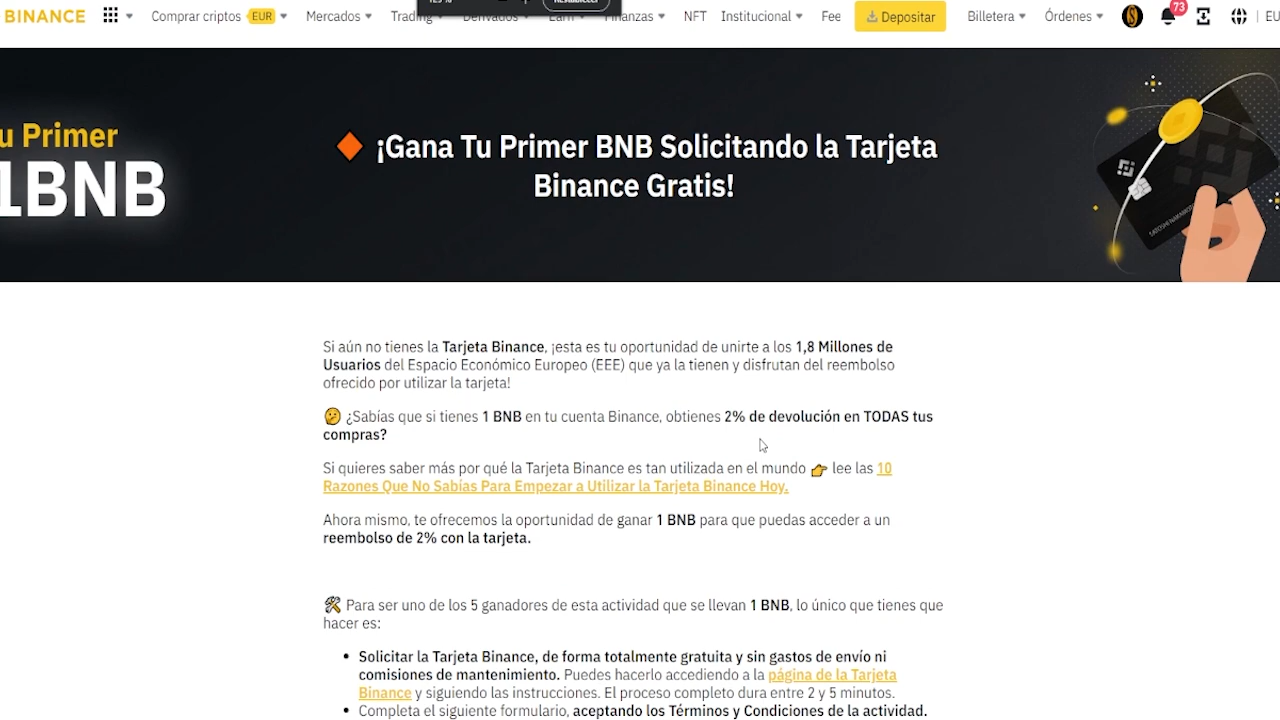 BINANCE Comprar criptos EUR Mercados Trading Derivados Earn Finanzas NFT Institucional Fee Depositar Billetera Órdenes 73 EU
u Primer
1BNB
¡Gana Tu Primer BNB Solicitando la Tarjeta
Binance Gratis!
Si aún no tienes la Tarjeta Binance, ¡esta es tu oportunidad de unirte a los 1,8 Millones de
Usuarios del Espacio Económico Europeo (EEE) que ya la tienen y disfrutan del reembolso
ofrecido por utilizar la tarjeta!
¿Sabías que si tienes 1 BNB en tu cuenta Binance, obtienes 2% de devolución en TODAS tus
compras?
Si quieres saber más por qué la Tarjeta Binance es tan utilizada en el mundo 👉 lee las 10
Razones Que No Sabías Para Empezar a Utilizar la Tarjeta Binance Hoy.
Ahora mismo, te ofrecemos la oportunidad de ganar 1 BNB para que puedas acceder a un
reembolso de 2% con la tarjeta.
Para ser uno de los 5 ganadores de esta actividad que se llevan 1 BNB, lo único que tienes que
hacer es:
• Solicitar la Tarjeta Binance, de forma totalmente gratuita y sin gastos de envío ni
comisiones de mantenimiento. Puedes hacerlo accediendo a la página de la Tarjeta
Binance y siguiendo las instrucciones. El proceso completo dura entre 2 y 5 minutos.
• Completa el siguiente formulario, aceptando los Términos y Condiciones de la actividad.